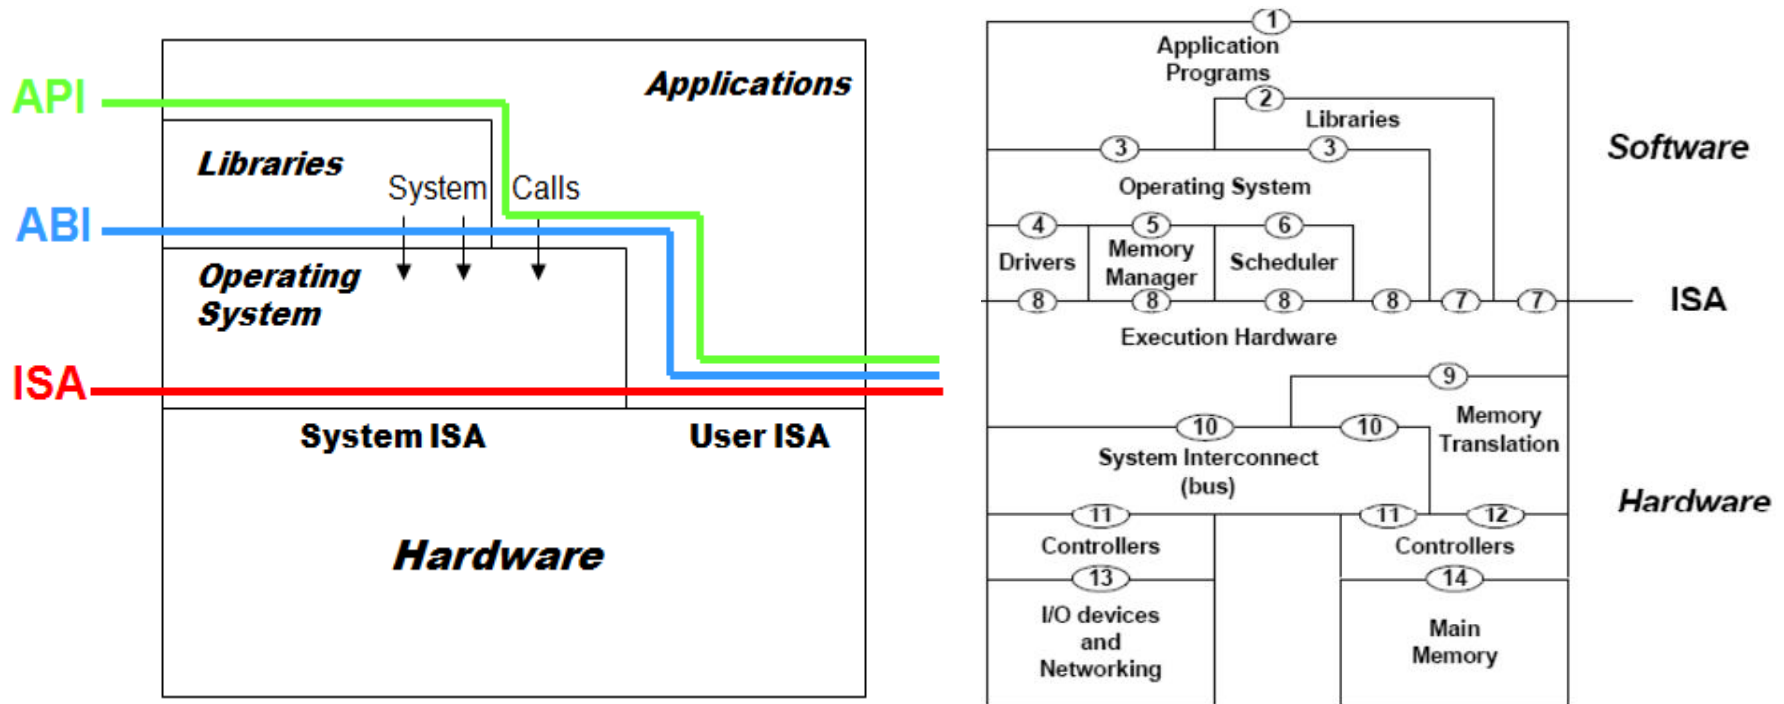 API
Applications
Libraries
System Calls
ABI
Operating
System
ISA
System ISA
User ISA
Hardware
1
Application
Programs
2
Libraries
3
3
Software
Operating System
4
5
6
Drivers
Memory
Manager
Scheduler
8
8
8
8
7
7
ISA
Execution Hardware
9
Memory
Translation
10
10
System Interconnect
(bus)
Hardware
11
11
12
Controllers
Controllers
13
14
I/O devices
and
Networking
Main
Memory